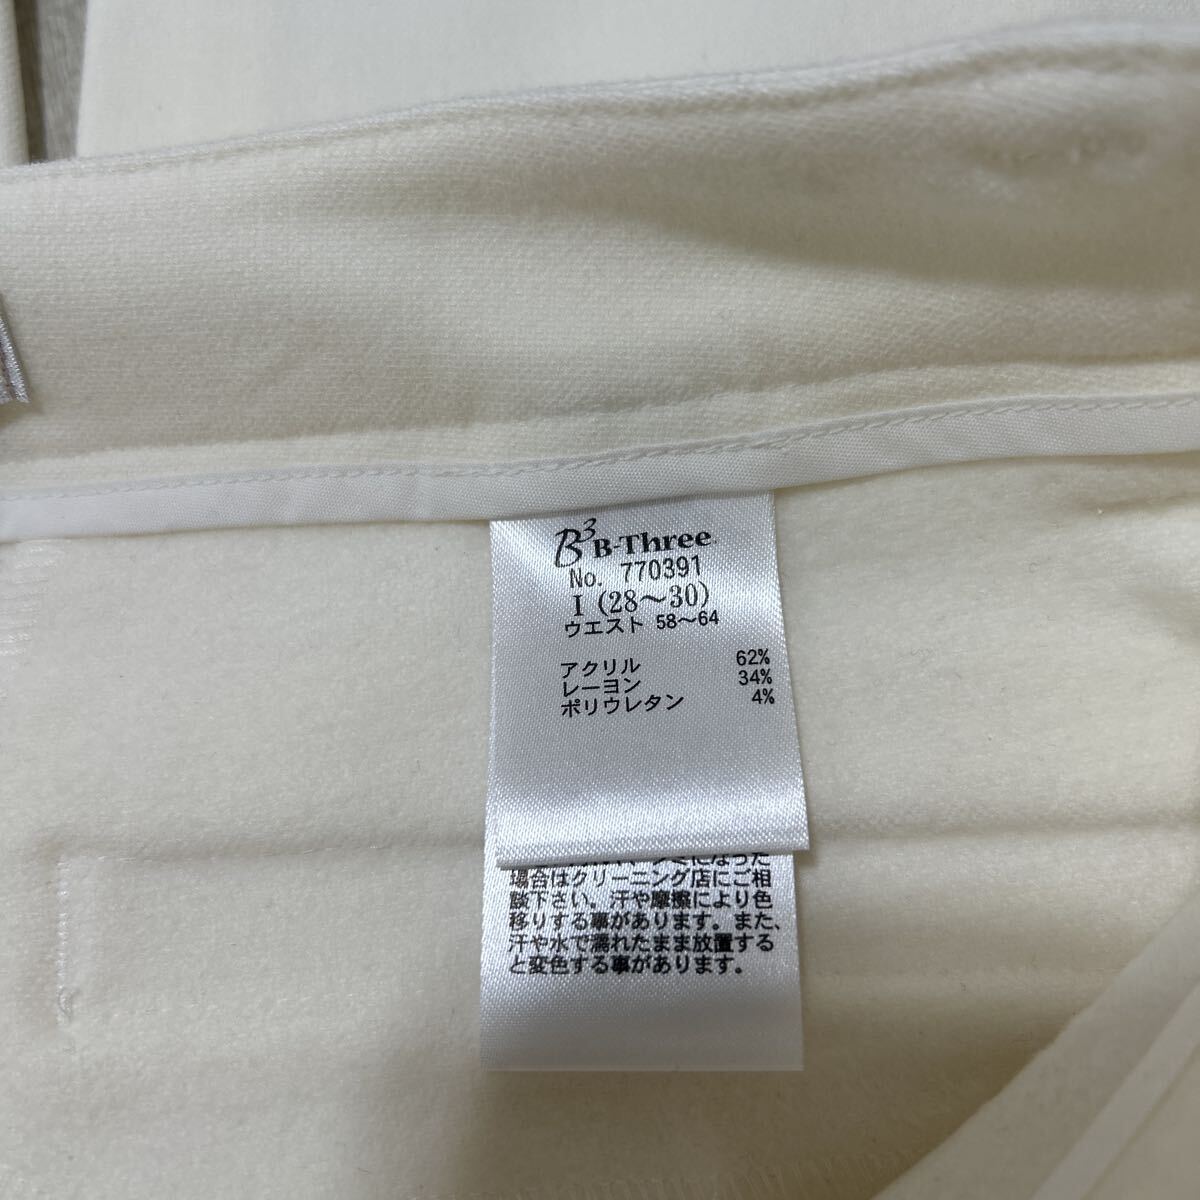 B³ B-Three
No. 770391
I (28～30)
ウエスト 58～64
アクリル 62%
レーヨン 34%
ポリウレタン 4%
になった
場合はクリーニング店にご相
談下さい。汗や摩擦により色
移りする事があります。また、
汗や水で濡れたまま放置する
と変色する事があります。